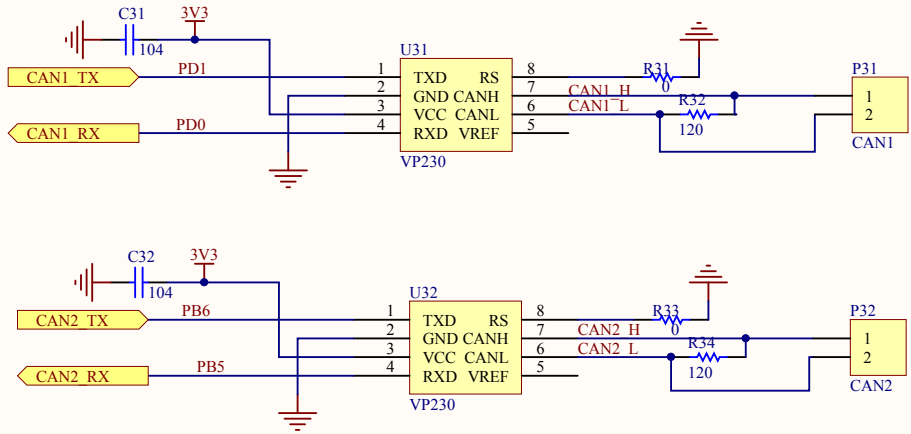 C31
3V3
104
U31
CAN1_TX
PD1
1
TXD
RS
8
R31
0
P31
2
GND
CANH
7
CAN1_H
1
3
VCC
CANL
6
CAN1_L
R32
120
2
CAN1_RX
PD0
4
RXD
VREF
5
VP230
CAN1
C32
3V3
104
U32
CAN2_TX
PB6
1
TXD
RS
8
R33
0
P32
2
GND
CANH
7
CAN2_H
1
3
VCC
CANL
6
CAN2_L
R34
120
2
CAN2_RX
PB5
4
RXD
VREF
5
VP230
CAN2